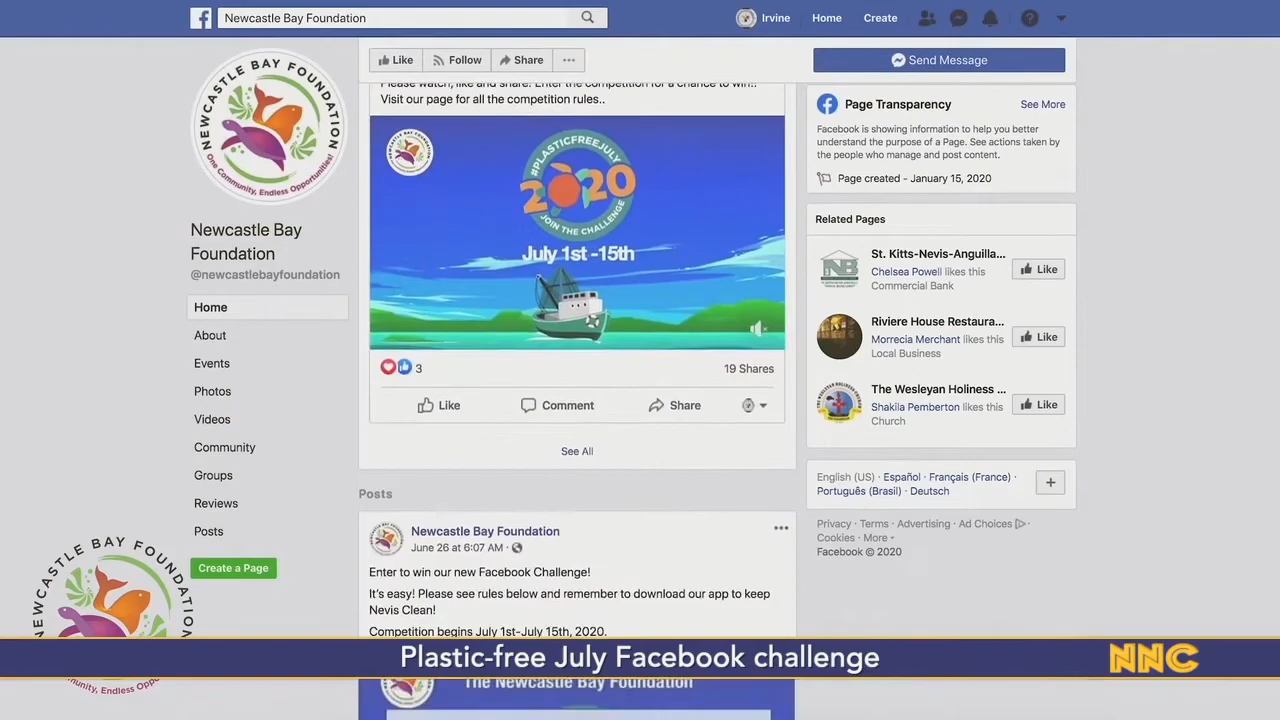 Newcastle Bay Foundation
Irvine
Home
Create
NEWCASTLE BAY FOUNDATION
One Community, Endless Opportunities!
Newcastle Bay
Foundation
@newcastlebayfoundation
Home
About
Events
Photos
Videos
Community
Groups
Reviews
Posts
Create a Page
Like
Follow
Share
Send Message
Please watch, like and share! Enter the competition for a chance to win!!
Visit our page for all the competition rules..
#PLASTICFREEJULY
2020
JOIN THE CHALLENGE
July 1st -15th
3
19 Shares
Like
Comment
Share
See All
Posts
Newcastle Bay Foundation
June 26 at 6:07 AM ·
Enter to win our new Facebook Challenge!
It's easy! Please see rules below and remember to download our app to keep
Nevis Clean!
Competition begins July 1st-July 15th, 2020.
The Newcastle Bay Foundation
Page Transparency
See More
Facebook is showing information to help you better
understand the purpose of a Page. See actions taken by
the people who manage and post content.
Page created - January 15, 2020
Related Pages
St. Kitts-Nevis-Anguilla...
Chelsea Powell likes this
Commercial Bank
Like
Riviere House Restaura...
Morrecia Merchant likes this
Local Business
Like
The Wesleyan Holiness ...
Shakila Pemberton likes this
Church
Like
English (US) · Español · Français (France) ·
Português (Brasil) · Deutsch
Privacy · Terms · Advertising · Ad Choices ·
Cookies · More
Facebook © 2020
NEWCASTLE BAY FOUNDATION
Plastic-free July Facebook challenge
NNC